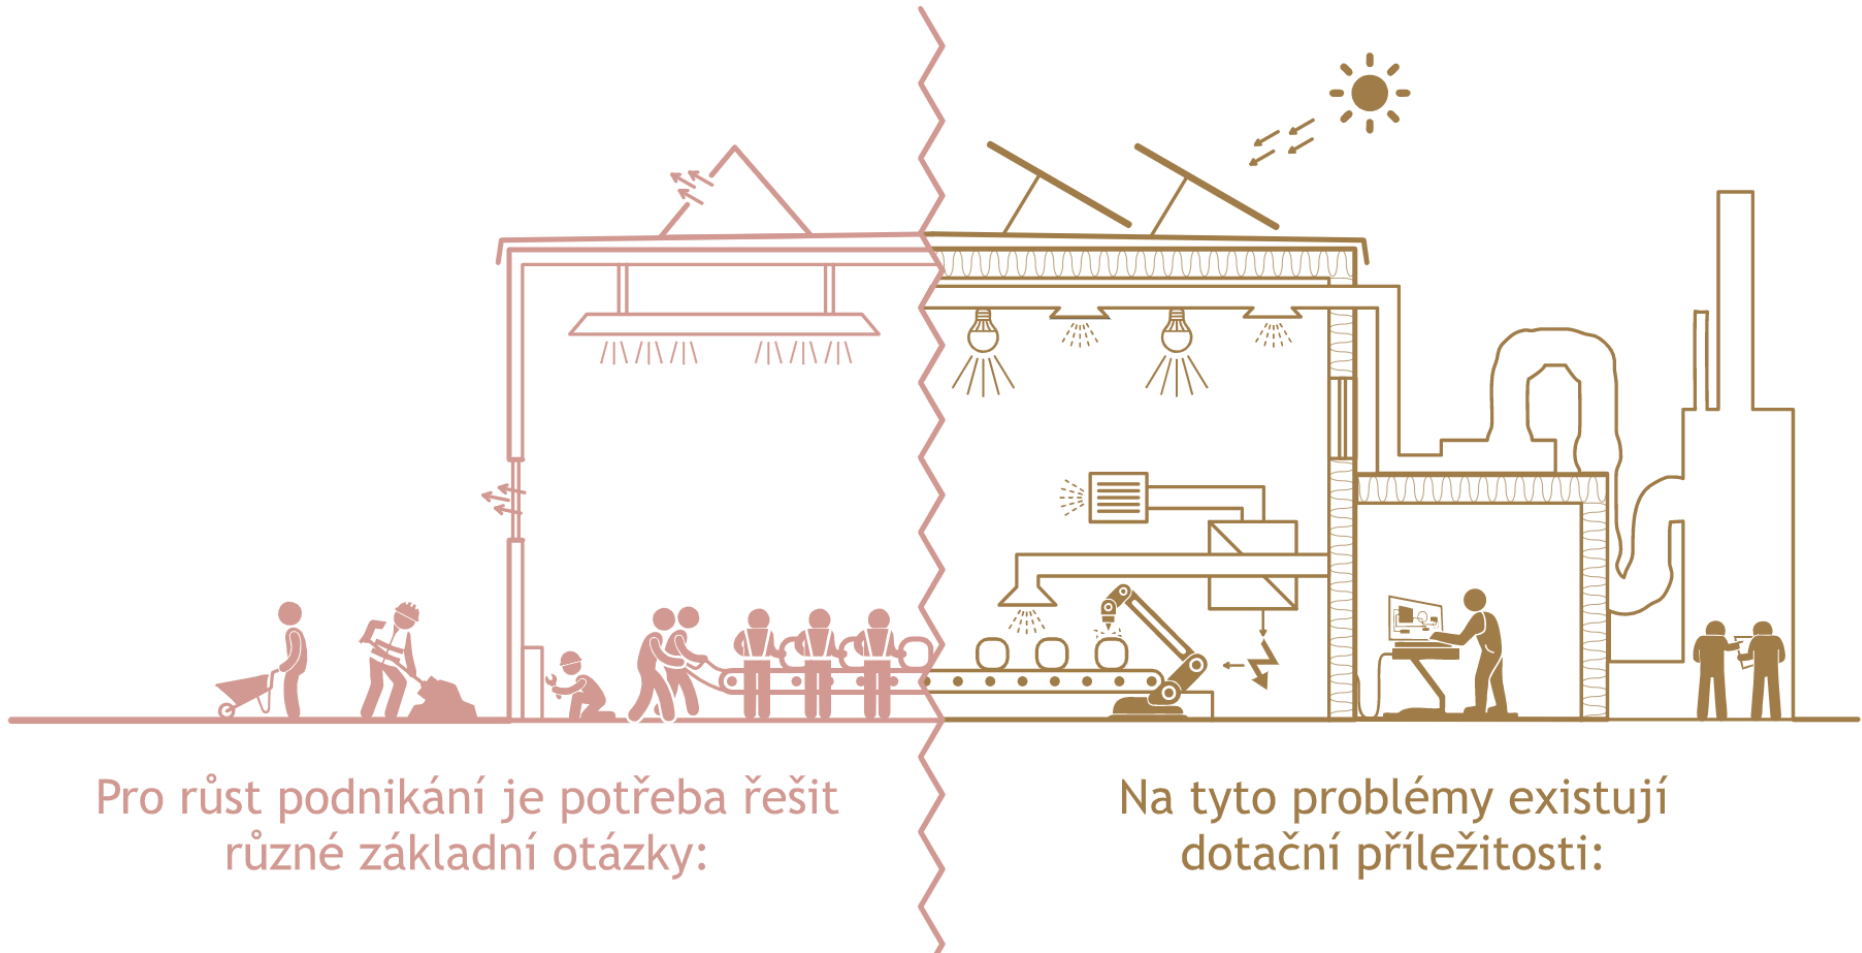 Pro růst podnikání je potřeba řešit
různé základní otázky:
Na tyto problémy existují
dotační příležitosti: